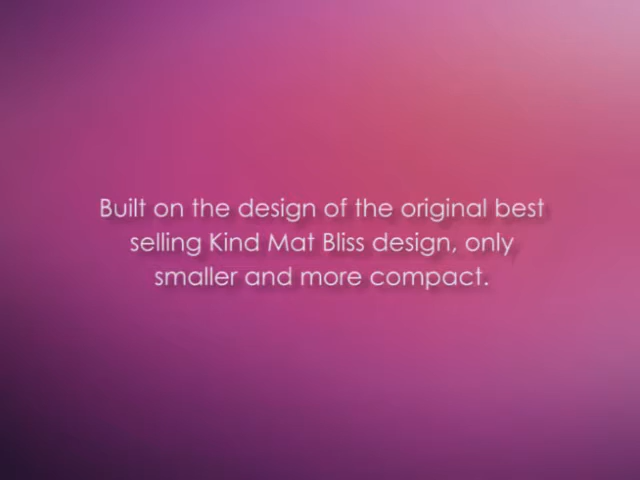 Built on the design of the original best
selling Kind Mat Bliss design, only
smaller and more compact.